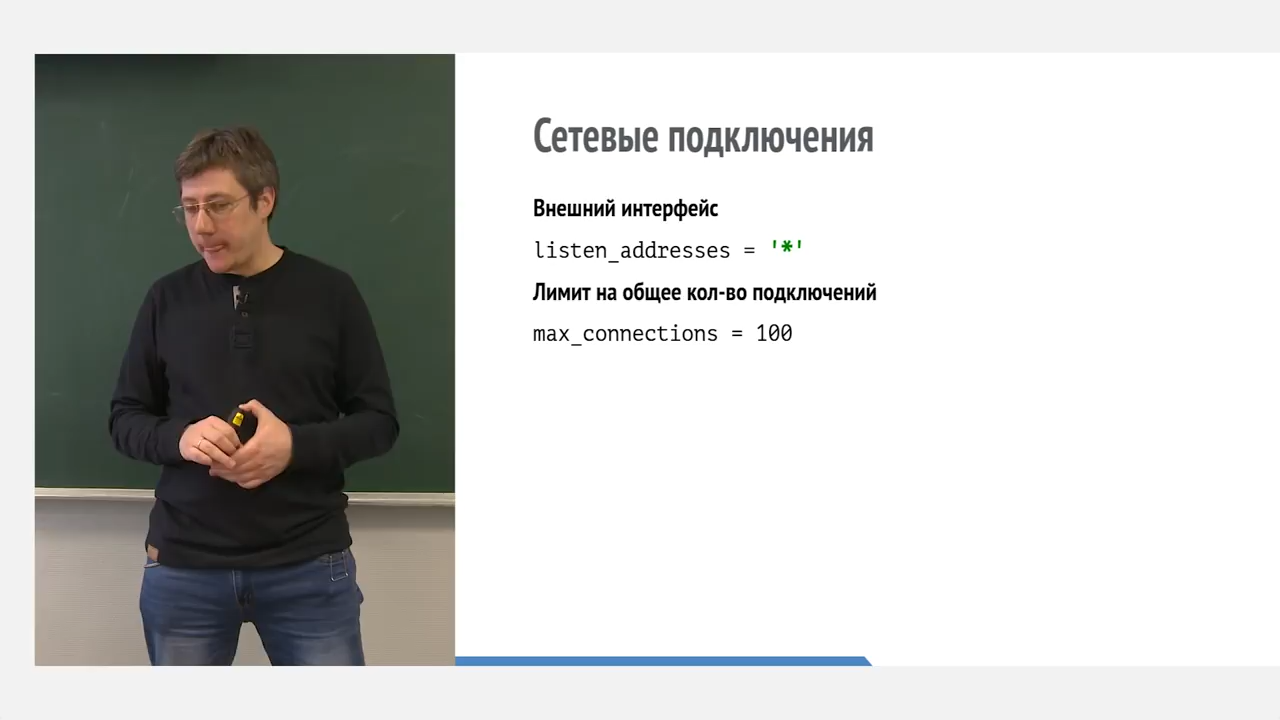 Сетевые подключения
Внешний интерфейс
listen_addresses = '*'
Лимит на общее кол-во подключений
max_connections = 100